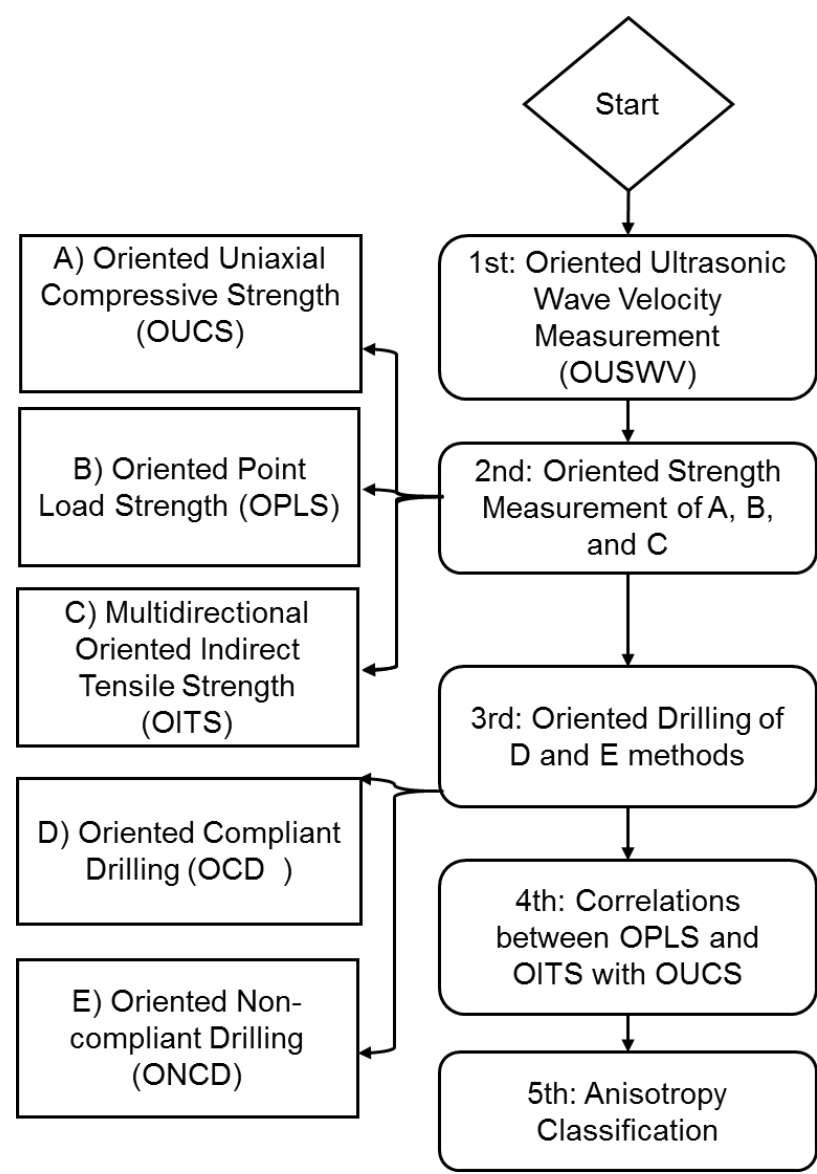 Start
1st: Oriented Ultrasonic
Wave Velocity
Measurement
(OUSWV)
2nd: Oriented Strength
Measurement of A, B,
and C
A) Oriented Uniaxial
Compressive Strength
(OUCS)
B) Oriented Point
Load Strength (OPLS)
C) Multidirectional
Oriented Indirect
Tensile Strength
(OITS)
3rd: Oriented Drilling of
D and E methods
D) Oriented Compliant
Drilling (OCD )
E) Oriented Non-
compliant Drilling
(ONCD)
4th: Correlations
between OPLS and
OITS with OUCS
5th: Anisotropy
Classification